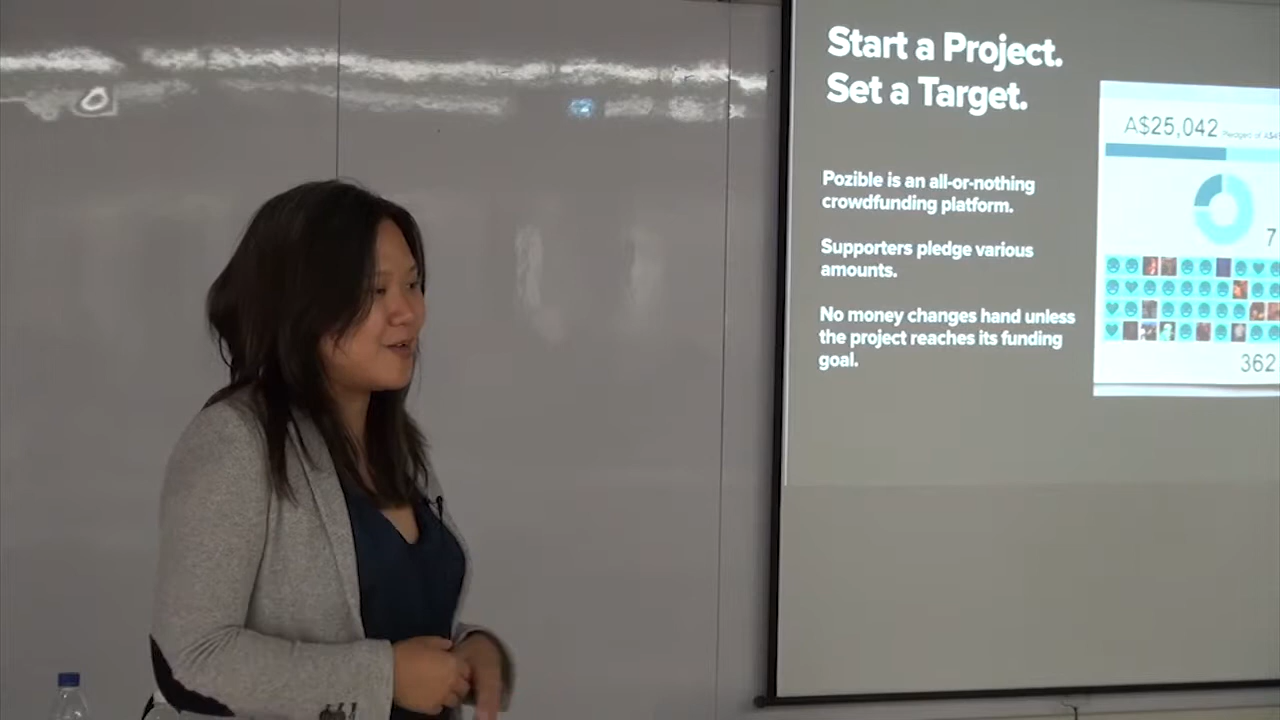 Start a Project.
Set a Target.
Pozible is an all-or-nothing
crowdfunding platform.
Supporters pledge various
amounts.
No money changes hand unless
the project reaches its funding
goal.
A$25,042
7
362